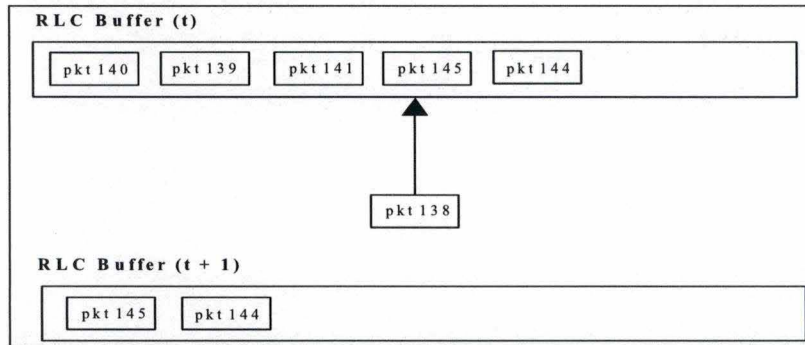 RLC Buffer (t)
pkt 140 pkt 139 pkt 141 pkt 145 pkt 144
pkt 138
RLC Buffer (t + 1)
pkt 145 pkt 144